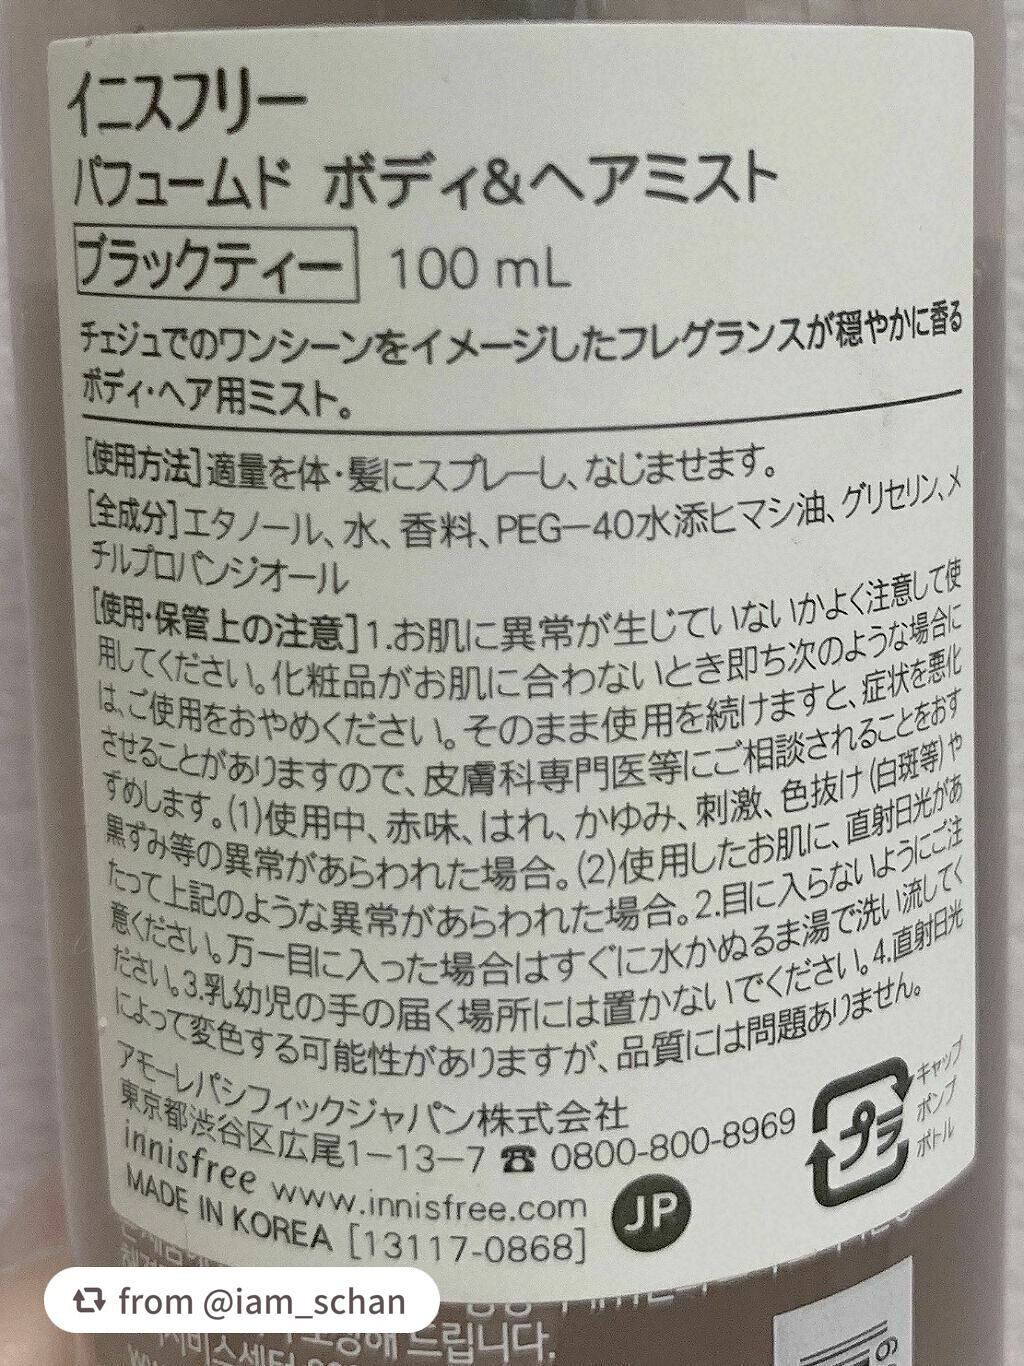 イニスフリー
パフュームド ボディ&ヘアミスト
ブラックティー 100 mL
チェジュでのワンシーンをイメージしたフレグランスが穏やかに香る
ボディ・ヘア用ミスト。
[使用方法]適量を体・髪にスプレーし、なじませます。
[全成分]エタノール、水、香料、PEG-40水添ヒマシ油、グリセリン、メ
チルプロパンジオール
[使用・保管上の注意]1.お肌に異常が生じていないかよく注意して使
用してください。化粧品がお肌に合わないとき即ち次のような場合に
は、ご使用をおやめください。そのまま使用を続けますと、症状を悪化
させることがありますので、皮膚科専門医等にご相談されることをおす
ずめします。(1)使用中、赤味、はれ、かゆみ、刺激、色抜け(白斑等)や
黒ずみ等の異常があらわれた場合。(2)使用したお肌に、直射日光があ
たって上記のような異常があらわれた場合。2.目に入らないようにご注
意ください。万一目に入った場合はすぐに水かぬるま湯で洗い流してく
ださい。3.乳幼児の手の届く場所には置かないでください。4.直射日光
によって変色する可能性がありますが、品質には問題ありません。
アモーレパシフィックジャパン株式会社
東京都渋谷区広尾1-13-7 ☎ 0800-800-8969
innisfree www.innisfree.com
MADE IN KOREA [13117-0868]
JP
プラ
キャップ
ポンプ
ボトル
from @iam_schan
드립니다.